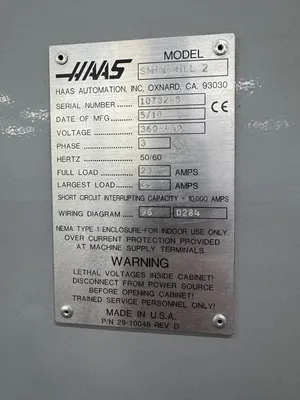 HAAS
MODEL
MILL 2
HAAS AUTOMATION, INC, OXNARD, CA. 93030
SERIAL NUMBER
CE
DATE OF MFG. 5/10
VOLTAGE
PHASE 3
HERTZ 50/60
FULL LOAD AMPS
LARGEST LOAD AMPS
SHORT CIRCUIT INTERRUPTING CAPACITY - 10,000 AMPS
WIRING DIAGRAM 96 0284
NEMA TYPE 1 ENCLOSURE-FOR INDOOR USE ONLY
OVER CURRENT PROTECTION PROVIDED
AT MACHINE SUPPLY TERMINALS.
WARNING
LETHAL VOLTAGES INSIDE CABINET!
DISCONNECT FROM POWER SOURCE
BEFORE OPENING CABINET!
TRAINED SERVICE PERSONNEL ONLY!
MADE IN U.S.A.
P/N 29-10048 REV D